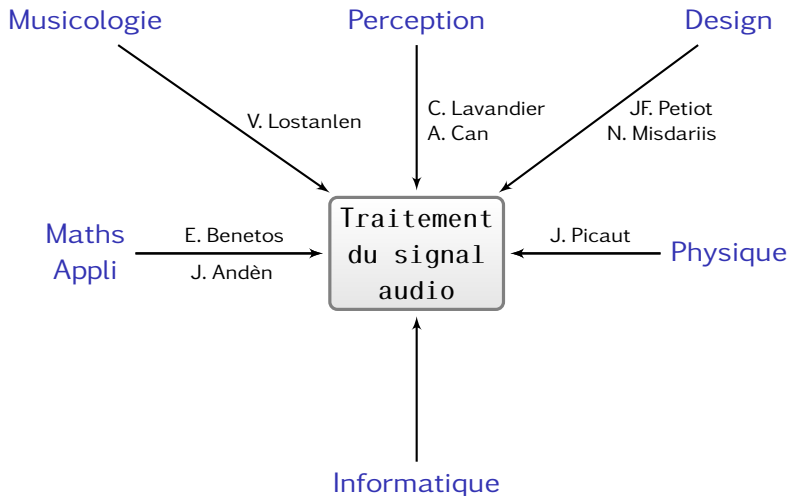 Musicologie
Perception
Design
V. Lostanlen
C. Lavandier
A. Can
JF. Petiot
N. Misdariis
Maths
Appli
E. Benetos
J. Andèn
Traitement
du signal
audio
J. Picaut
Physique
Informatique